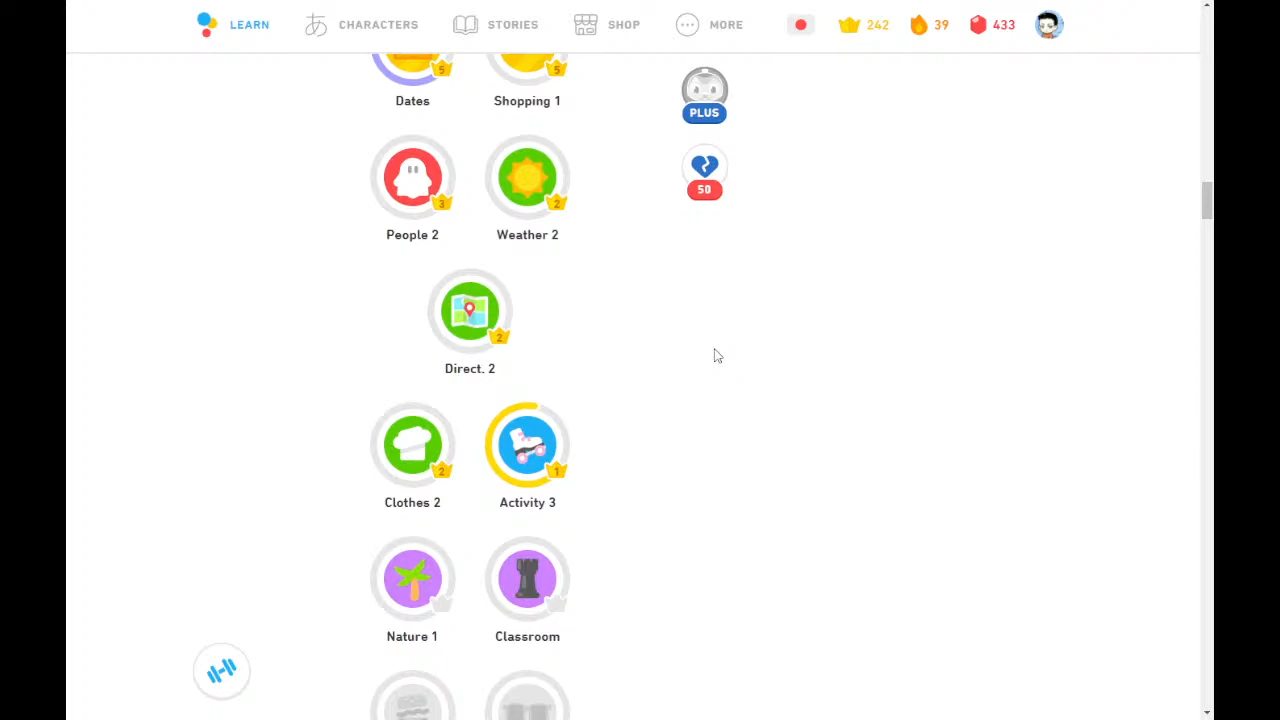 LEARN
あ CHARACTERS
STORIES
SHOP
MORE
242
39
433
5
5
Dates
Shopping 1
PLUS
50
3
2
People 2
Weather 2
2
Direct. 2
2
1
Clothes 2
Activity 3
Nature 1
Classroom